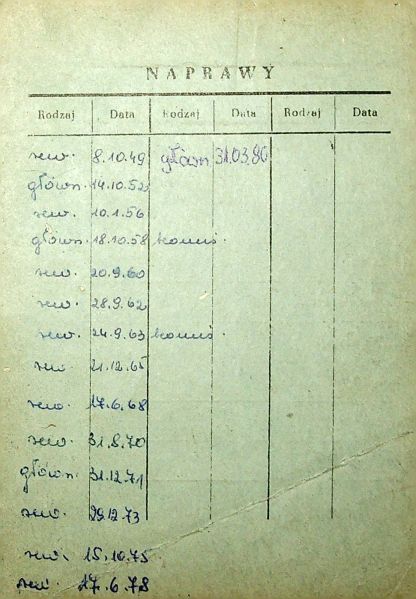 NAPRAWY
Rodzaj Data Rodzaj Data Rodzaj Data
rew. 8.10.49 główn 31.03.80
główn. 14.10.52
rew. 10.1.56
główn. 18.10.58 komis.
rew. 20.9.60
rew. 28.9.62
rew. 24.9.63 komis.
rew. 21.12.65
rew. 17.6.68
rew. 31.8.70
główn. 31.12.71
rew. 29.12.73
rew. 15.10.75
rew. 17.6.78